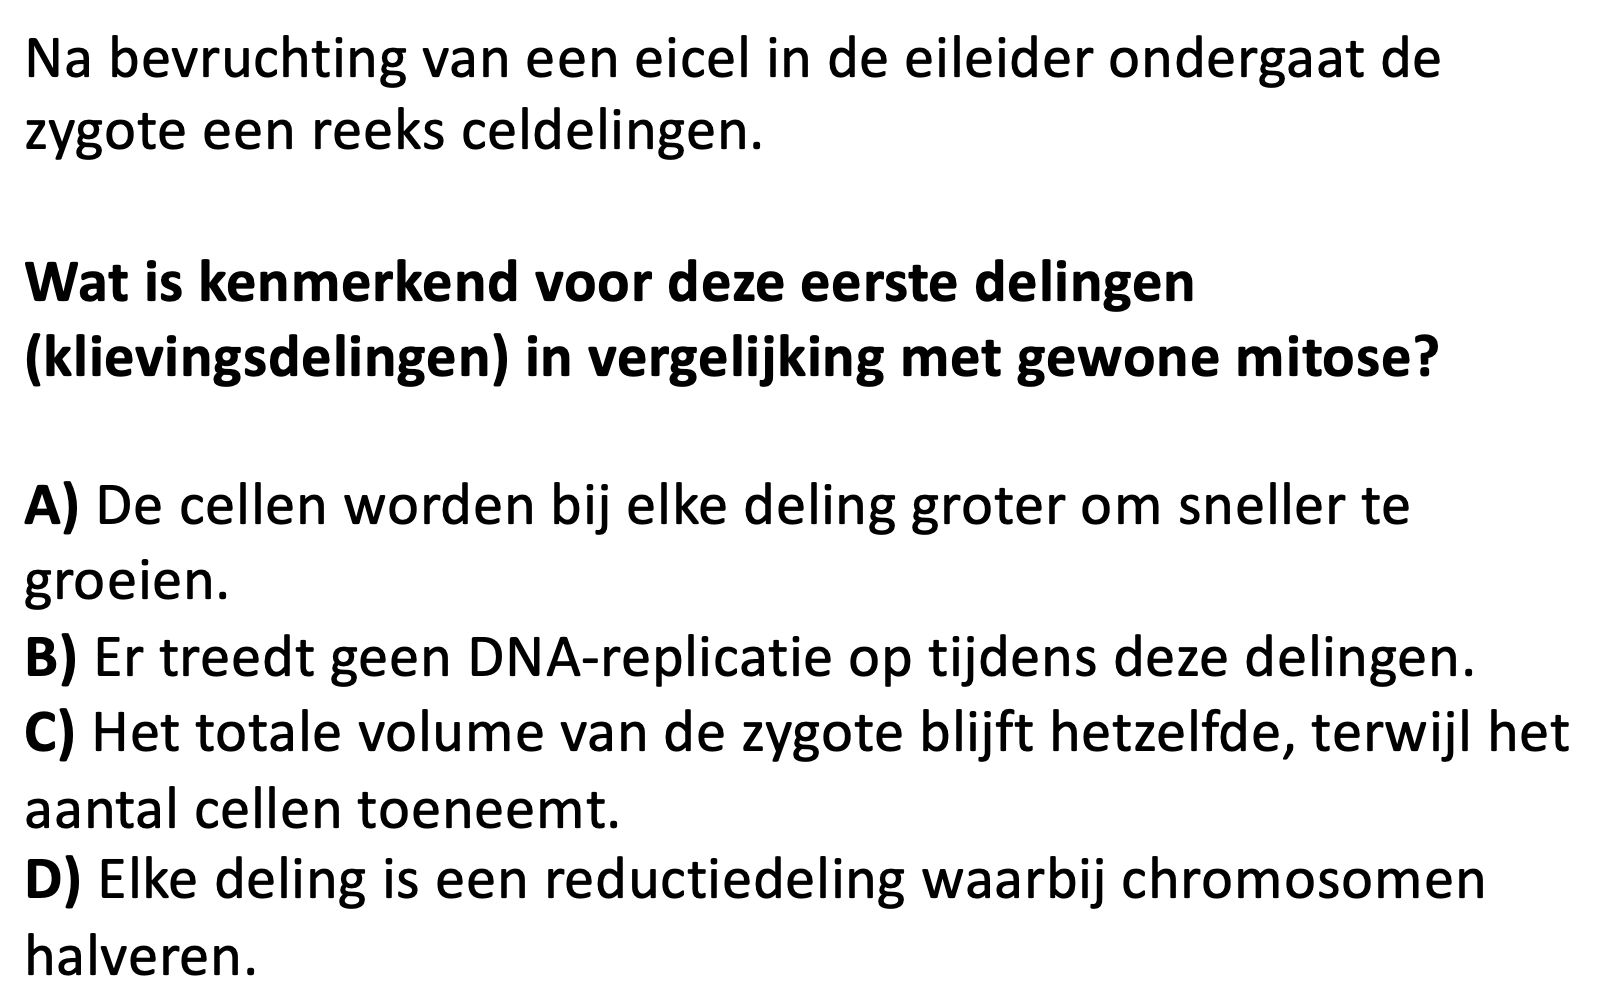 Na bevruchting van een eicel in de eileider ondergaat de
zygote een reeks celdelingen.
Wat is kenmerkend voor deze eerste delingen
(klievingsdelingen) in vergelijking met gewone mitose?
A) De cellen worden bij elke deling groter om sneller te
groeien.
B) Er treedt geen DNA-replicatie op tijdens deze delingen.
C) Het totale volume van de zygote blijft hetzelfde, terwijl het
aantal cellen toeneemt.
D) Elke deling is een reductiedeling waarbij chromosomen
halveren.